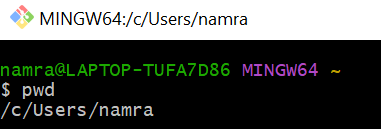 MINGW64:/c/Users/namra
namra@LAPTOP-TUFA7D86 MINGW64 ~
$ pwd
/c/Users/namra